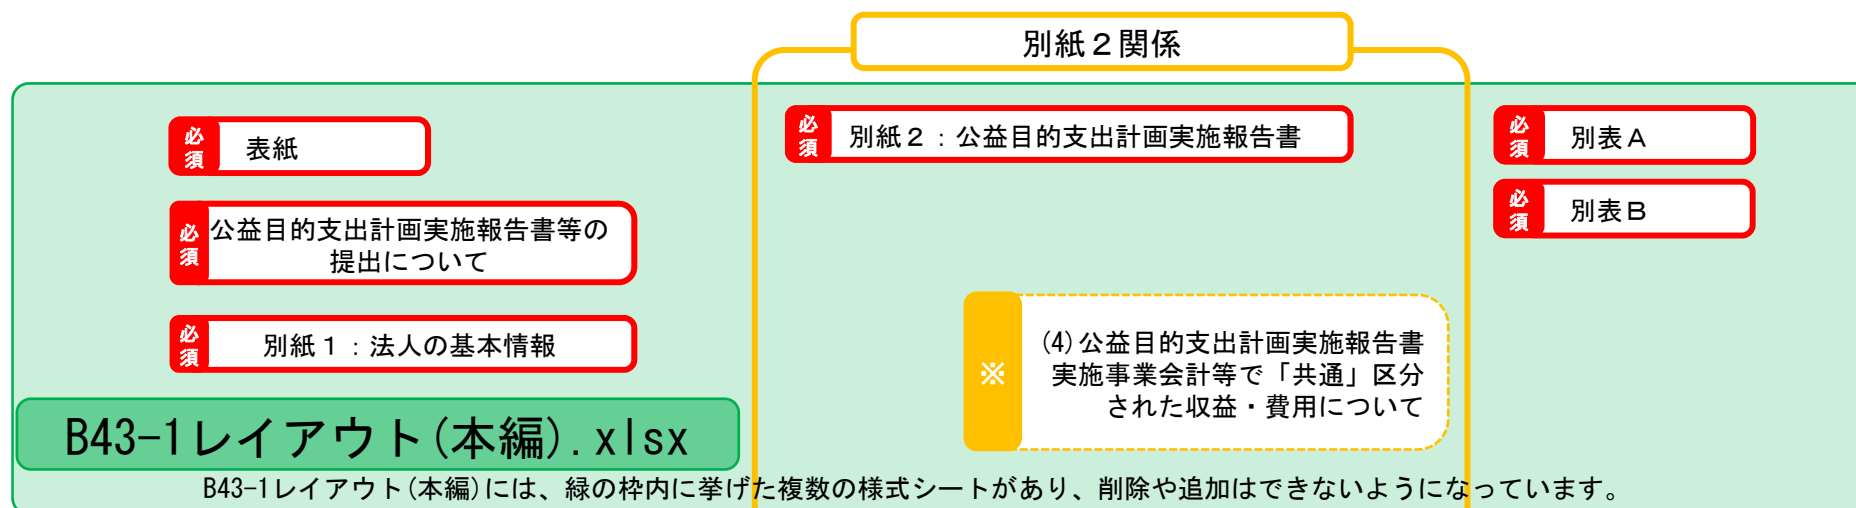 別紙２関係
必須
表紙
必須
公益目的支出計画実施報告書等の
提出について
必須
別紙１：法人の基本情報
必須
別紙２：公益目的支出計画実施報告書
※
(4)公益目的支出計画実施報告書
実施事業会計等で「共通」区分
された収益・費用について
必須
別表Ａ
必須
別表Ｂ
B43-1レイアウト(本編).xlsx
B43-1レイアウト(本編)には、緑の枠内に挙げた複数の様式シートがあり、削除や追加はできないようになっています。